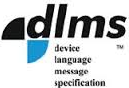 dlms
™
device
language
message
specification